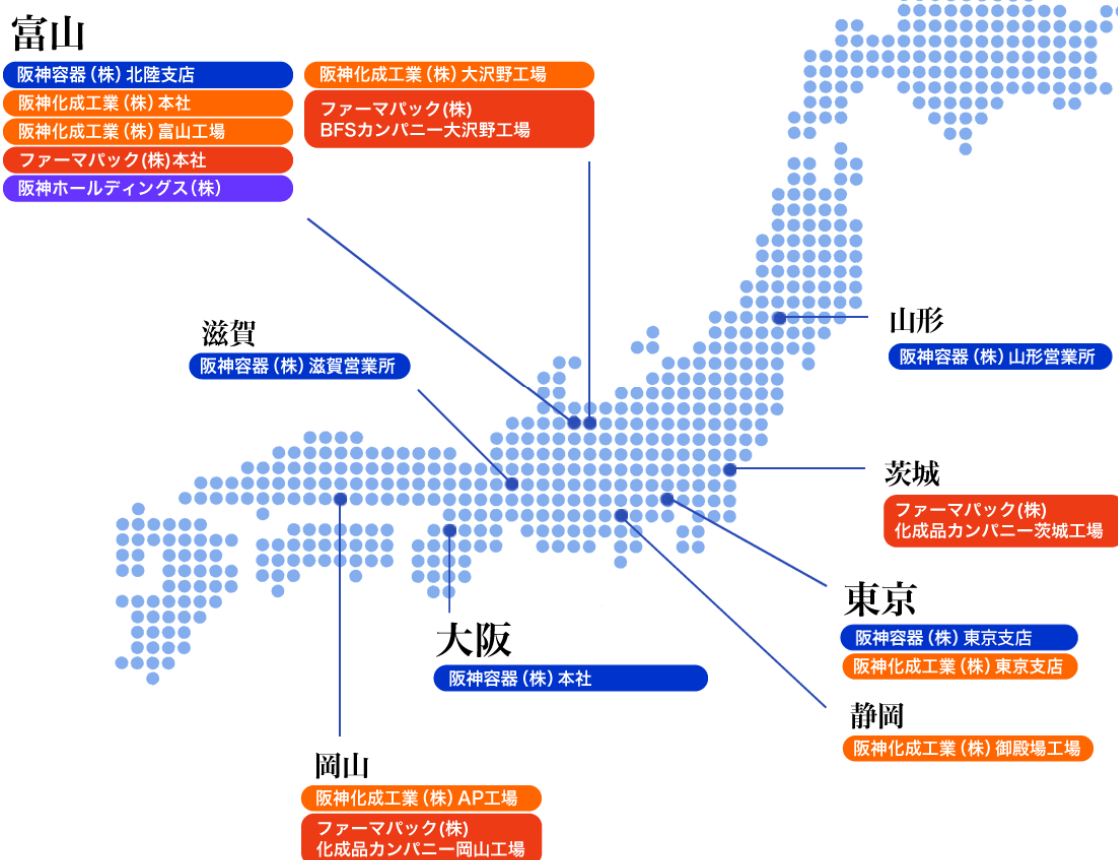 富山
阪神容器(株)北陸支店
阪神化成工業(株)本社
阪神化成工業(株)富山工場
ファーマパック(株)本社
阪神ホールディングス(株)
阪神化成工業(株)大沢野工場
ファーマパック(株)
BFSカンパニー大沢野工場
滋賀
阪神容器(株)滋賀営業所
山形
阪神容器(株)山形営業所
茨城
ファーマパック(株)
化成品カンパニー茨城工場
東京
阪神容器(株)東京支店
阪神化成工業(株)東京支店
大阪
阪神容器(株)本社
静岡
阪神化成工業(株)御殿場工場
岡山
阪神化成工業(株)AP工場
ファーマパック(株)
化成品カンパニー岡山工場